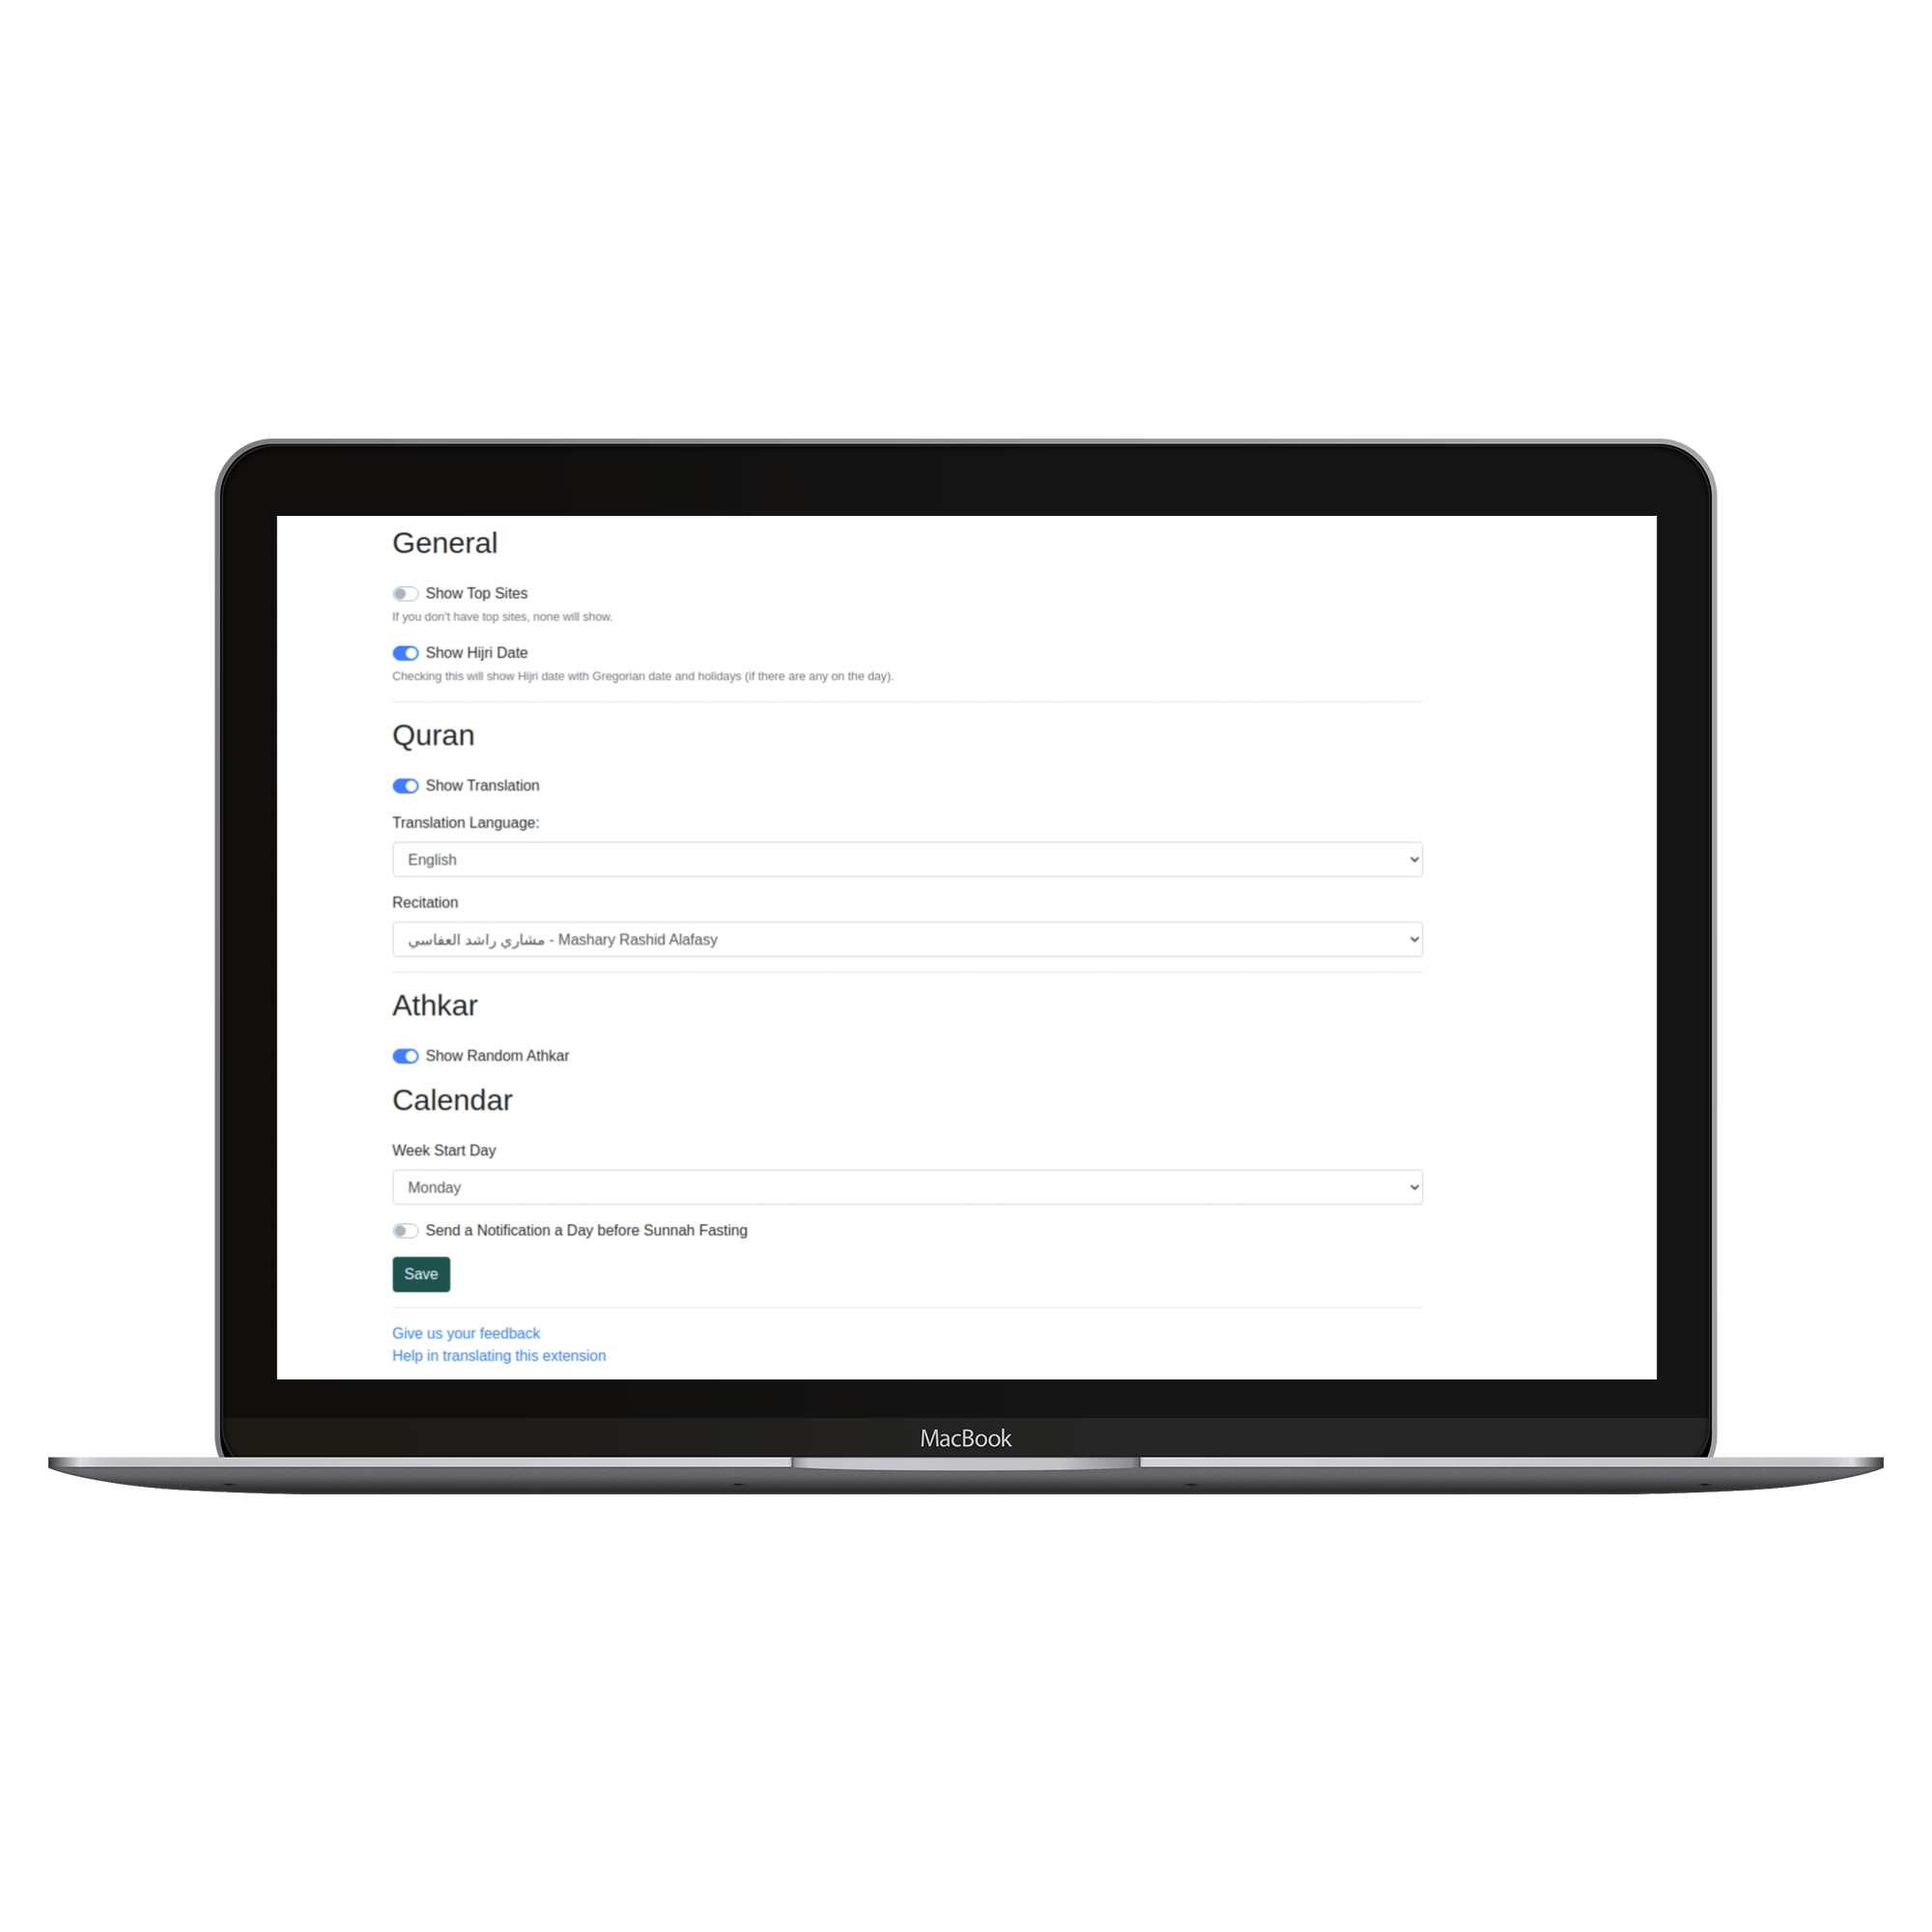 General
Show Top Sites
If you don't have top sites, none will show.
Show Hijri Date
Checking this will show Hijri date with Gregorian date and holidays (if there are any on the day).
Quran
Show Translation
Translation Language:
English
Recitation
مشاري راشد العفاسي - Mashary Rashid Alafasy
Athkar
Show Random Athkar
Calendar
Week Start Day
Monday
Send a Notification a Day before Sunnah Fasting
Save
Give us your feedback
Help in translating this extension
MacBook